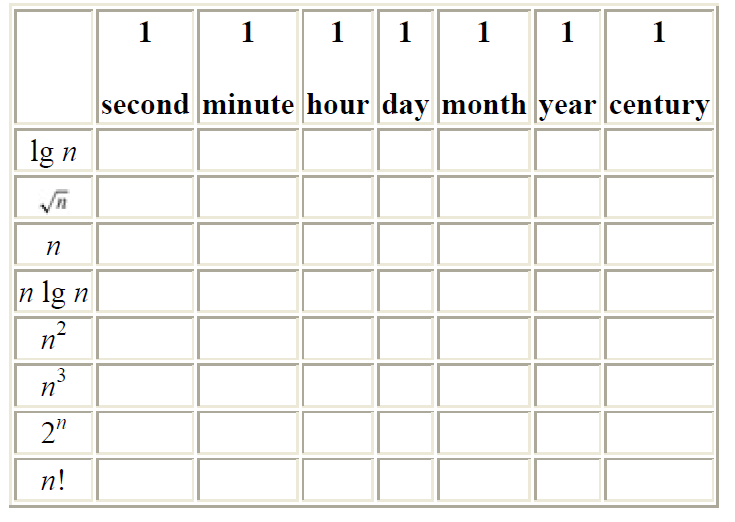 1 1 1 1 1 1 1
second minute hour day month year century
lg n
√n
n
n lg n
n²
n³
2ⁿ
n!